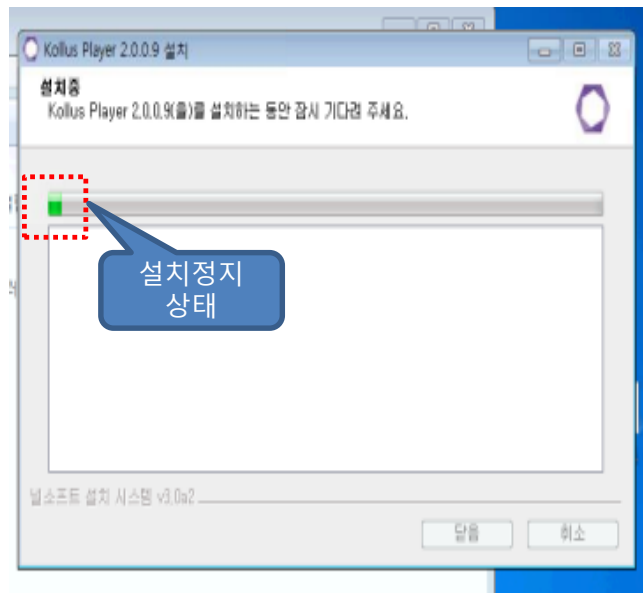 Kollus Player 2.0.0.9 설치
설치중
Kollus Player 2.0.0.9(을)를 설치하는 동안 잠시 기다려 주세요.
설치정지
상태
널소프트 설치 시스템 v3.0a2
닫음
취소